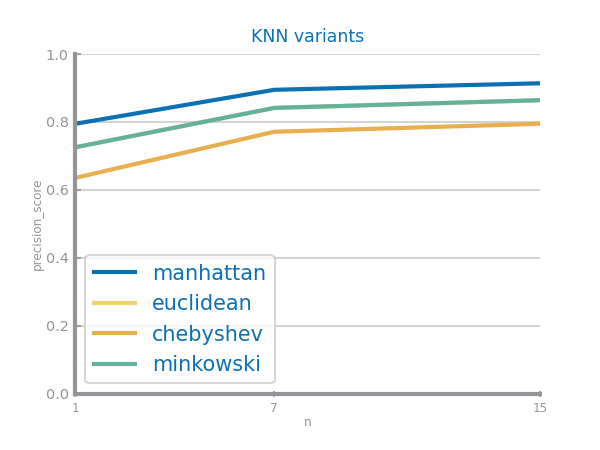 KNN variants
1.0
0.8
0.6
0.4
0.2
0.0
precision_score
manhattan
euclidean
chebyshev
minkowski
1 7 15
n